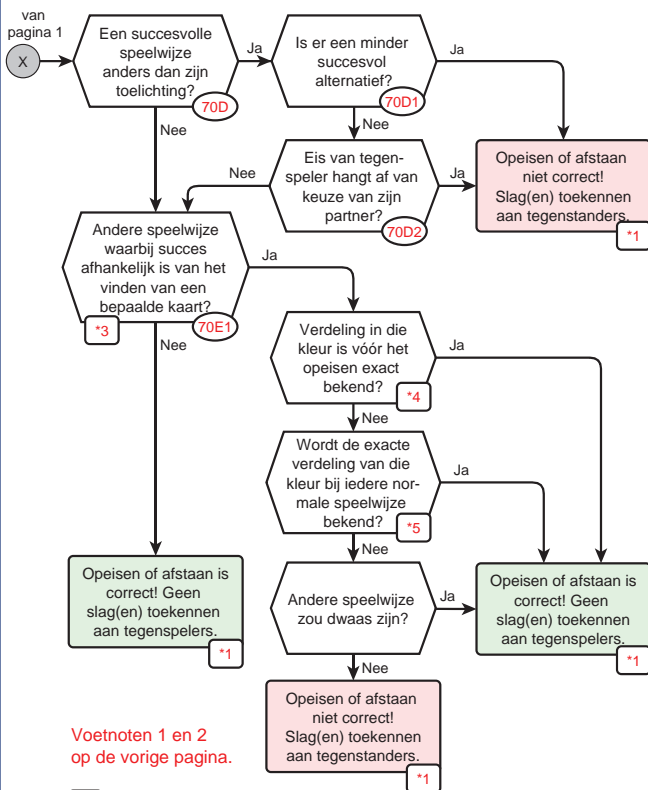 van
pagina 1
X
Een succesvolle
speelwijze
anders dan zijn
toelichting?
70D
Ja
Is er een minder
succesvol
alternatief?
70D1
Ja
Nee
Nee
Eis van tegen-
speler hangt af van
keuze van zijn
partner?
70D2
Nee
Ja
Opeisen of afstaan
niet correct!
Slag(en) toekennen
aan tegenstanders.
*1
Andere speelwijze
waarbij succes
afhankelijk is van het
vinden van een
bepaalde kaart?
*3
70E1
Ja
Nee
Verdeling in die
kleur is vóór het
opeisen exact
bekend?
*4
Ja
Nee
Wordt de exacte
verdeling van die
kleur bij iedere nor-
male speelwijze
bekend?
*5
Ja
Nee
Opeisen of afstaan is
correct! Geen
slag(en) toekennen
aan tegenspelers.
*1
Andere speelwijze
zou dwaas zijn?
Ja
Opeisen of afstaan is
correct! Geen
slag(en) toekennen
aan tegenspelers.
*1
Nee
Opeisen of afstaan
niet correct!
Slag(en) toekennen
aan tegenstanders.
*1
Voetnoten 1 en 2
op de vorige pagina.